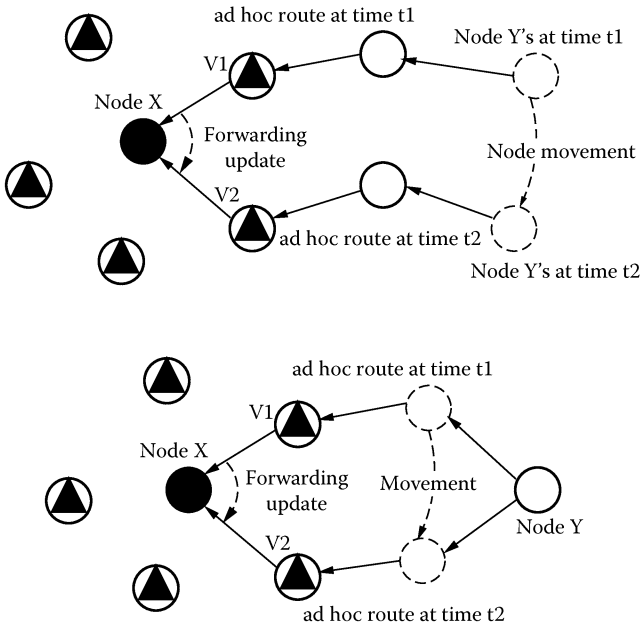 ad hoc route at time t1
Node Y's at time t1
V1
Node X
Forwarding
update
Node movement
V2
ad hoc route at time t2
Node Y's at time t2
ad hoc route at time t1
V1
Node X
Forwarding
update
Movement
Node Y
V2
ad hoc route at time t2